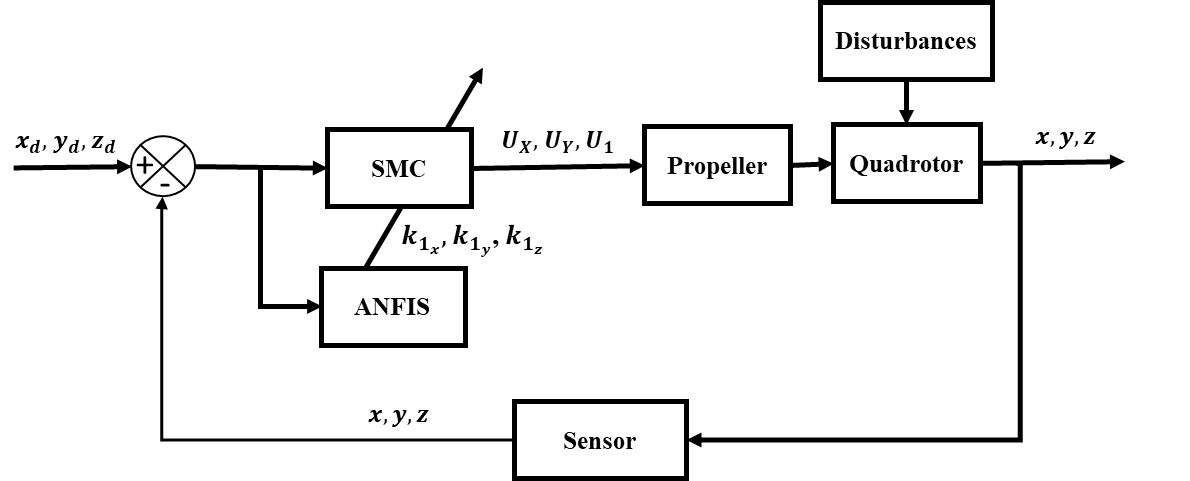 Disturbances
x_d, y_d, z_d
+
-
SMC
U_X, U_Y, U_1
Propeller
Quadrotor
x, y, z
k_{1_x}, k_{1_y}, k_{1_z}
ANFIS
x, y, z
Sensor